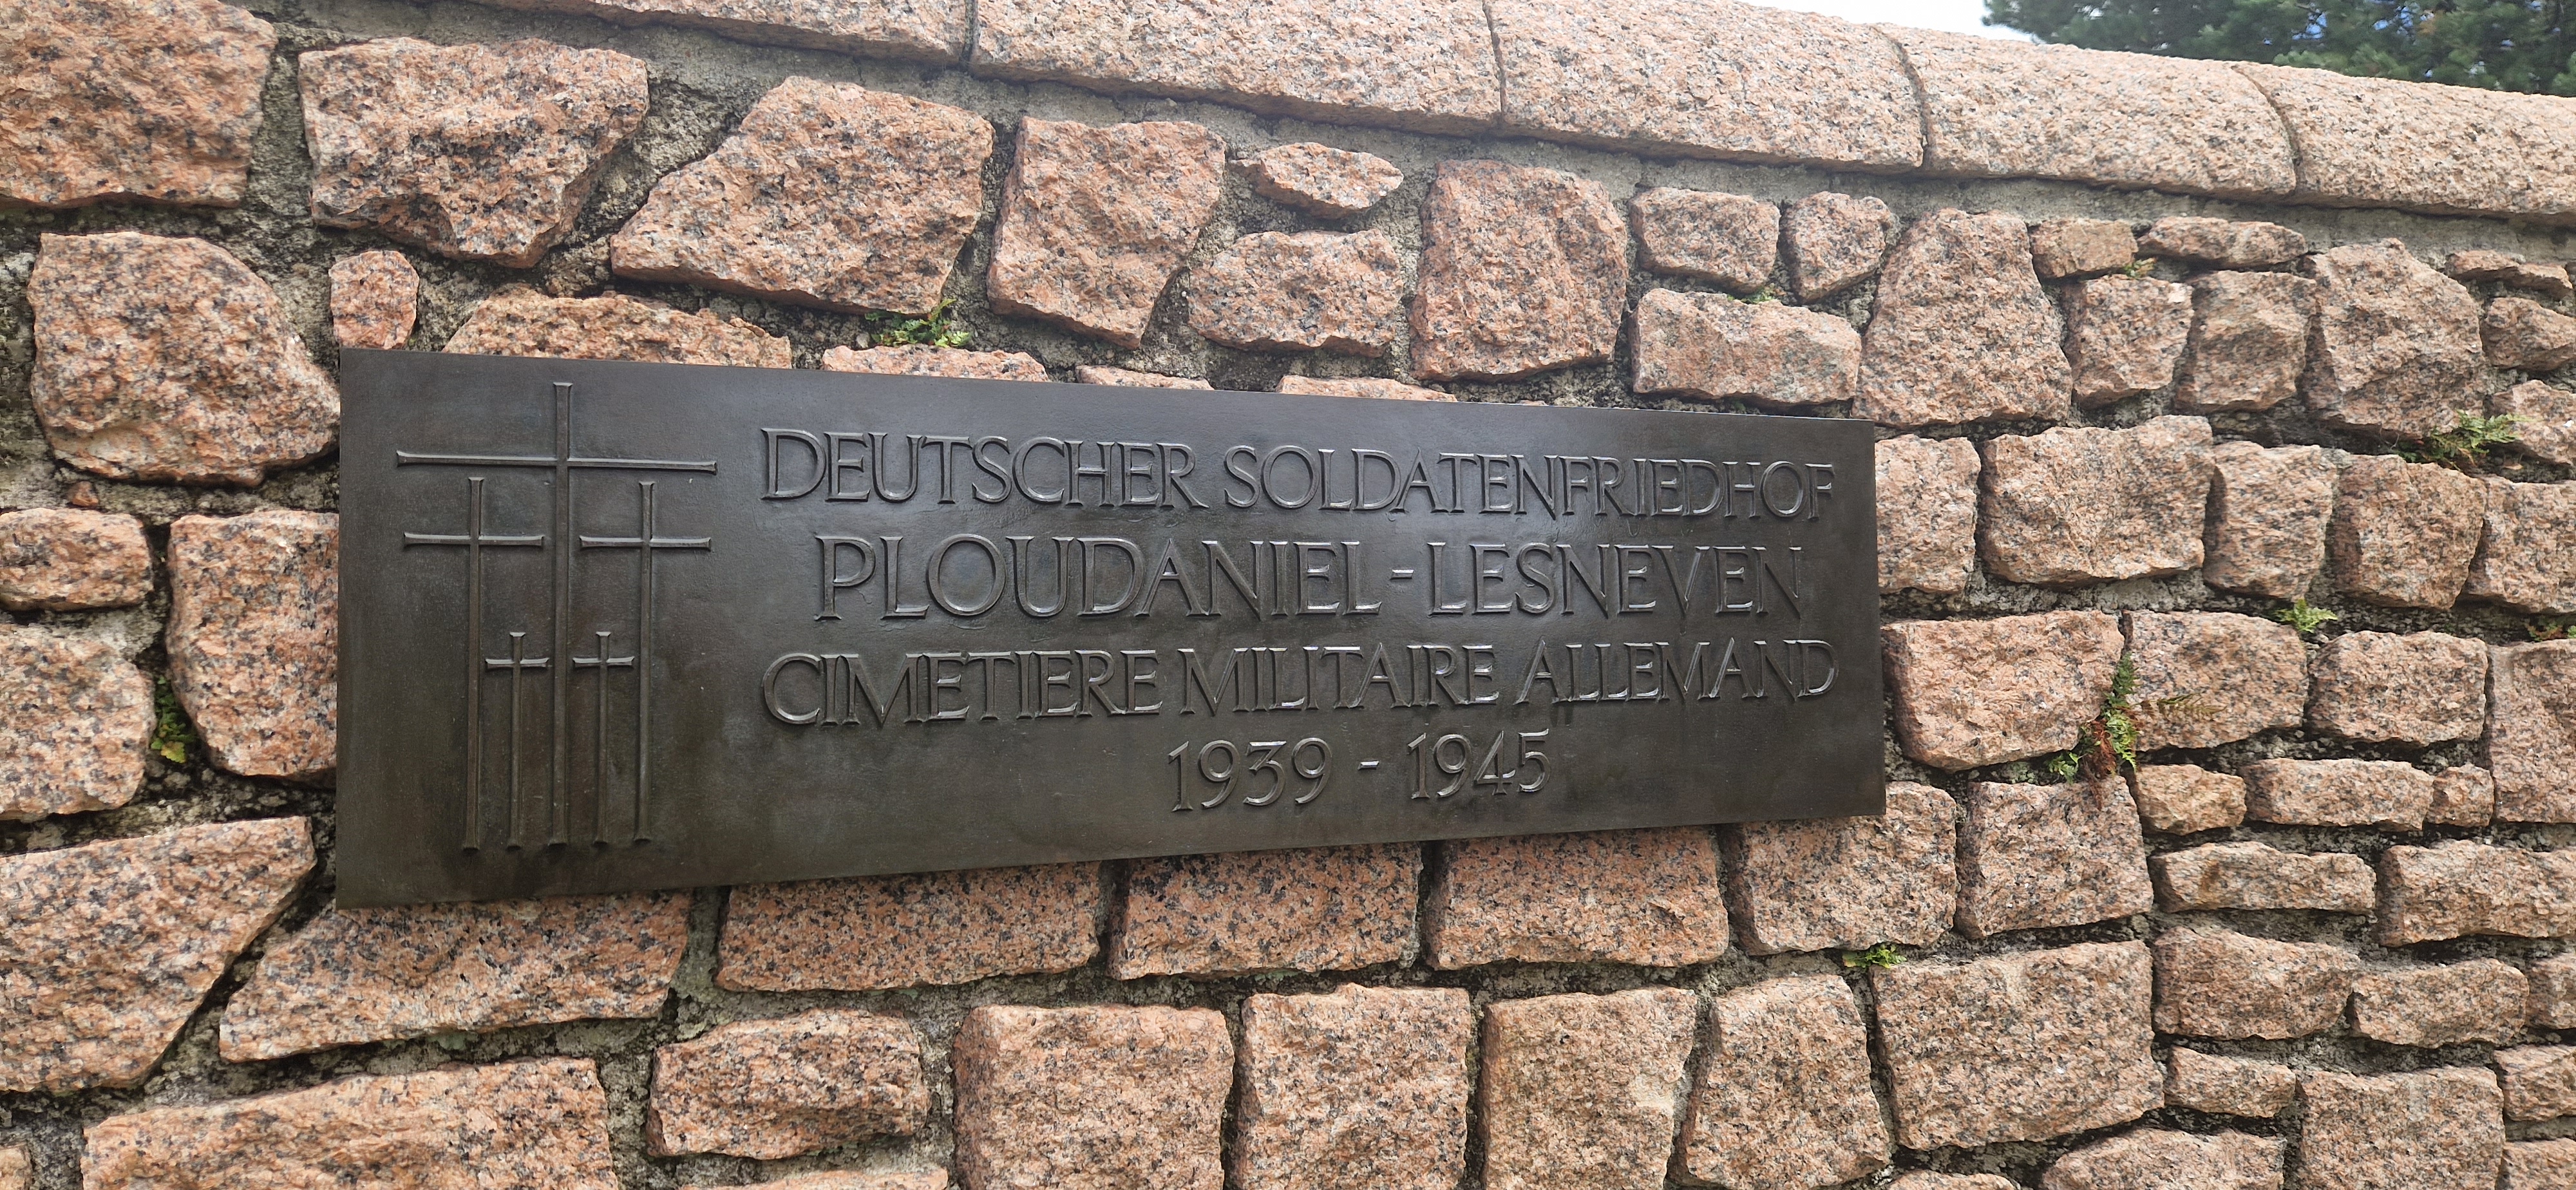 DEUTSCHER SOLDATENFRIEDHOF
PLOUDANIEL - LESNEVEN
CIMETIERE MILITAIRE ALLEMAND
1939 - 1945